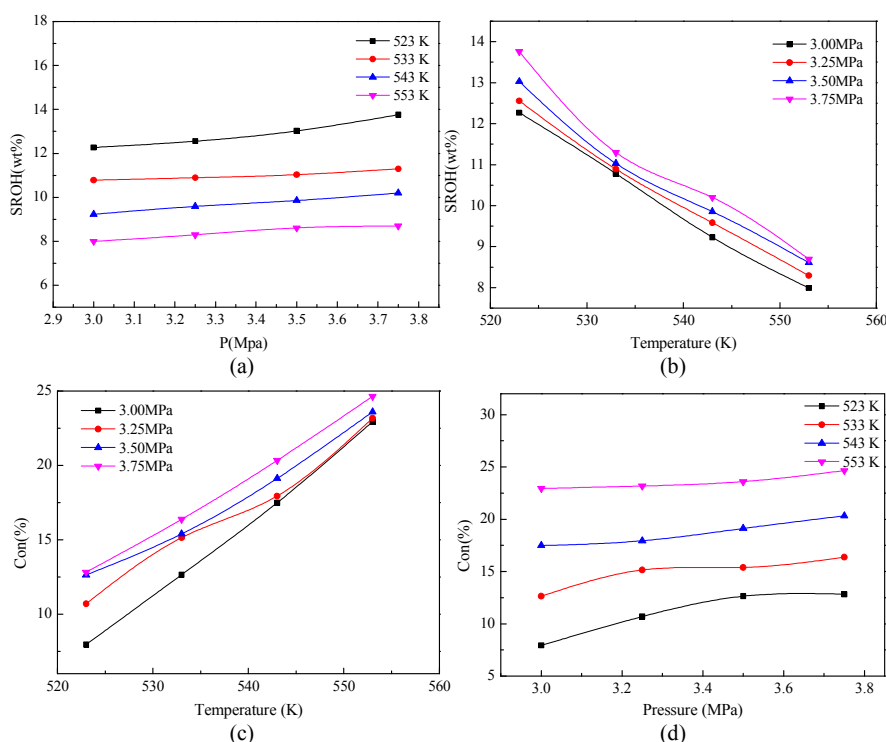 18
16
14
12
10
8
6
SROH(wt%)
523 K
533 K
543 K
553 K
2.9 3.0 3.1 3.2 3.3 3.4 3.5 3.6 3.7 3.8
P(Mpa)
(a)
14
13
12
11
10
9
8
SROH(wt%)
3.00MPa
3.25MPa
3.50MPa
3.75MPa
520 530 540 550 560
Temperature (K)
(b)
25
20
15
10
Con(%)
3.00MPa
3.25MPa
3.50MPa
3.75MPa
520 530 540 550 560
Temperature (K)
(c)
30
25
20
15
10
5
Con(%)
523 K
533 K
543 K
553 K
3.0 3.2 3.4 3.6 3.8
Pressure (MPa)
(d)